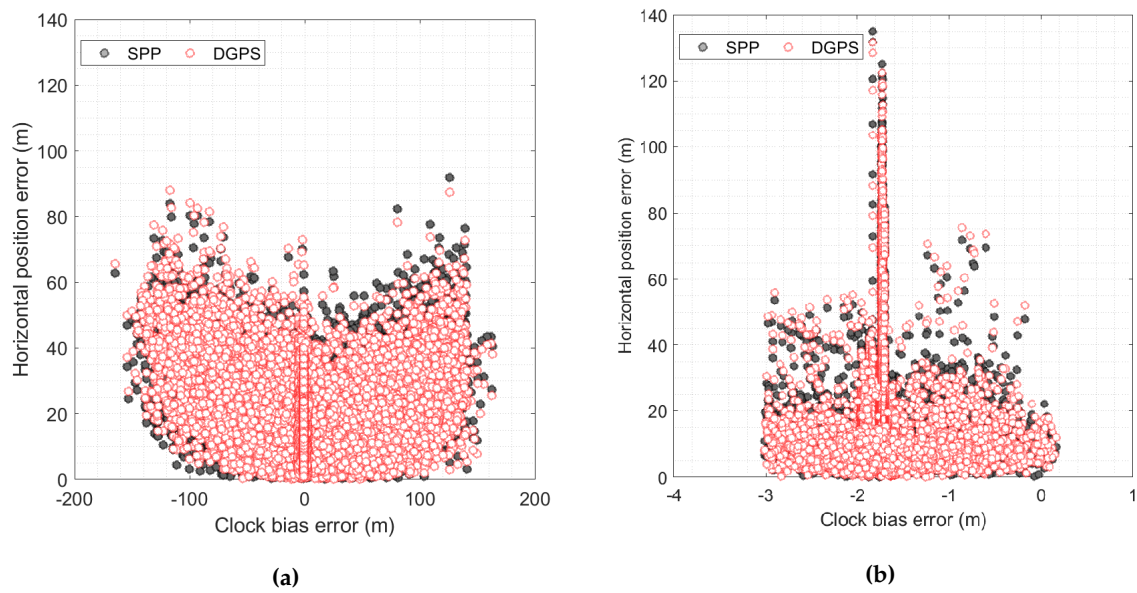 140
120
100
80
60
40
20
0
Horizontal position error (m)
SPP DGPS
-200 -100 0 100 200
Clock bias error (m)
(a)
140
120
100
80
60
40
20
0
Horizontal position error (m)
SPP DGPS
-4 -3 -2 -1 0 1
Clock bias error (m)
(b)